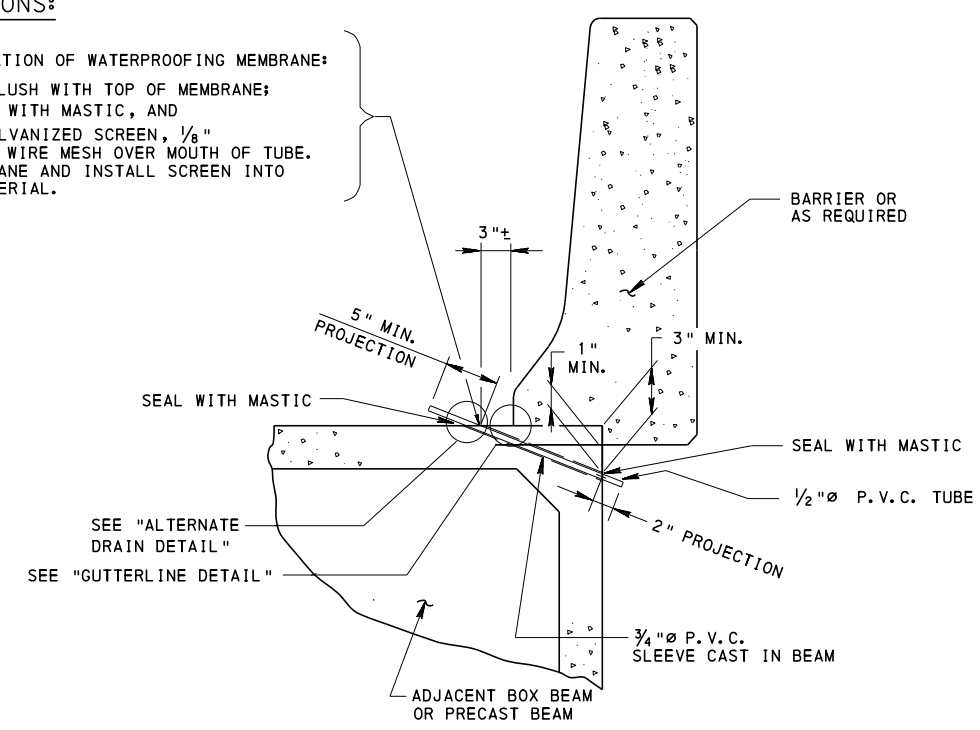 ONS:
ATION OF WATERPROOFING MEMBRANE:
LUSH WITH TOP OF MEMBRANE;
WITH MASTIC, AND
LVANIZED SCREEN, 1/8"
WIRE MESH OVER MOUTH OF TUBE.
ANE AND INSTALL SCREEN INTO
ERIAL.
BARRIER OR
AS REQUIRED
3"±
5" MIN.
PROJECTION
1"
MIN.
3" MIN.
SEAL WITH MASTIC
SEAL WITH MASTIC
1/2"Ø P.V.C. TUBE
SEE "ALTERNATE
DRAIN DETAIL"
2" PROJECTION
SEE "GUTTERLINE DETAIL"
3/4"Ø P.V.C.
SLEEVE CAST IN BEAM
ADJACENT BOX BEAM
OR PRECAST BEAM